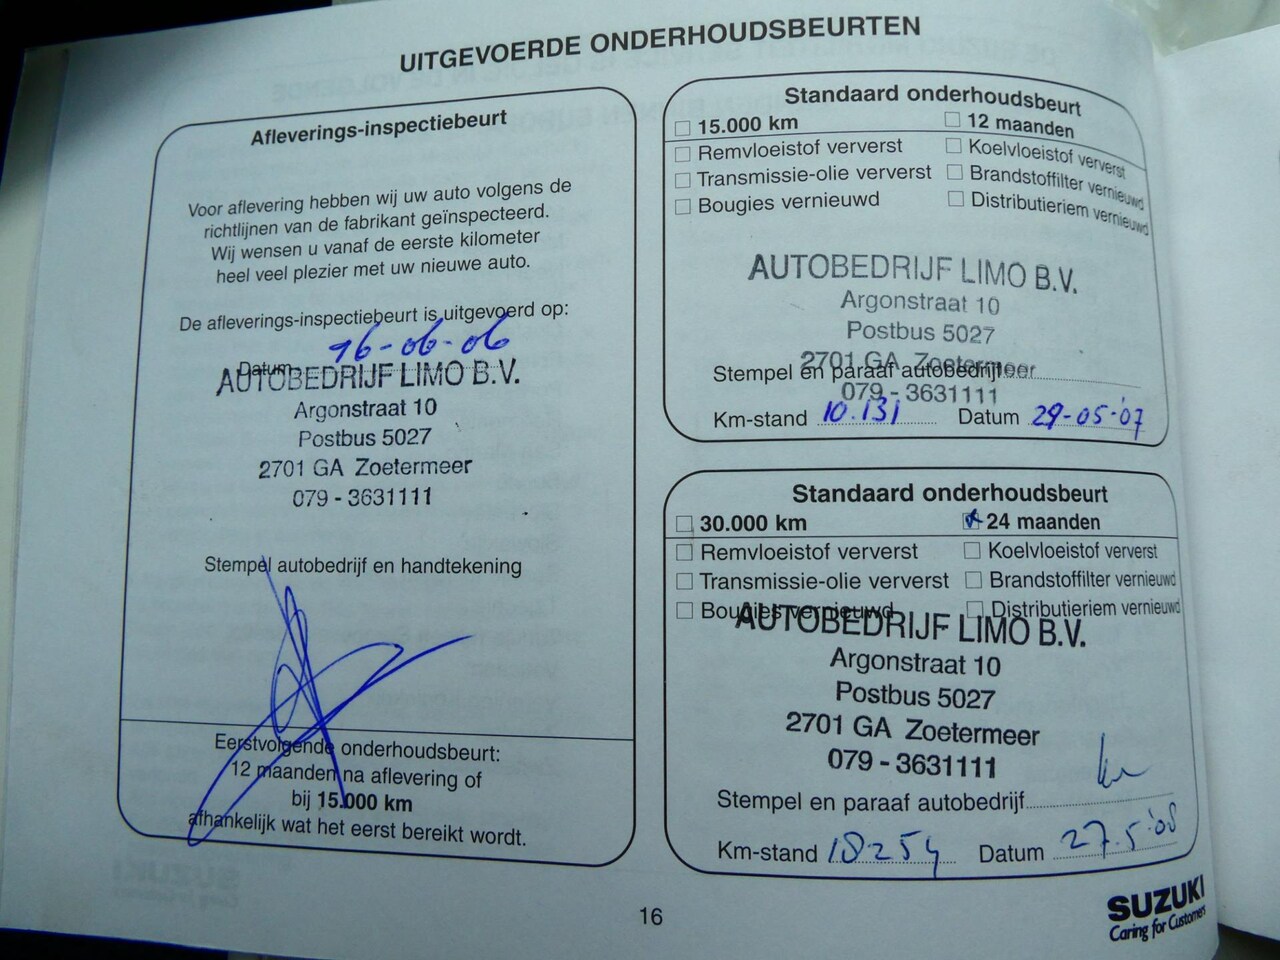 UITGEVOERDE ONDERHOUDSBEURTEN
Afleverings-inspectiebeurt
Voor aflevering hebben wij uw auto volgens de
richtlijnen van de fabrikant geïnspecteerd.
Wij wensen u vanaf de eerste kilometer
heel veel plezier met uw nieuwe auto.
De afleverings-inspectiebeurt is uitgevoerd op:
Datum 16-06-06
AUTOBEDRIJF LIMO B.V.
Argonstraat 10
Postbus 5027
2701 GA Zoetermeer
079 - 3631111
Stempel autobedrijf en handtekening
Eerstvolgende onderhoudsbeurt:
12 maanden na aflevering of
bij 15.000 km
afhankelijk wat het eerst bereikt wordt.
Standaard onderhoudsbeurt
15.000 km 12 maanden
Remvloeistof ververst Koelvloeistof ververst
Transmissie-olie ververst Brandstoffilter vernieuwd
Bougies vernieuwd Distributieriem vernieuwd
AUTOBEDRIJF LIMO B.V.
Argonstraat 10
Postbus 5027
2701 GA Zoetermeer
Stempel en paraaf autobedrijf
079 - 3631111
Km-stand 10.131 Datum 29-05-'07
Standaard onderhoudsbeurt
30.000 km 24 maanden
Remvloeistof ververst Koelvloeistof ververst
Transmissie-olie ververst Brandstoffilter vernieuwd
Bougies vernieuwd Distributieriem vernieuwd
AUTOBEDRIJF LIMO B.V.
Argonstraat 10
Postbus 5027
2701 GA Zoetermeer
079 - 3631111
Stempel en paraaf autobedrijf
Km-stand 18254 Datum 27.5.'08
16
SUZUKI
Caring for Customers